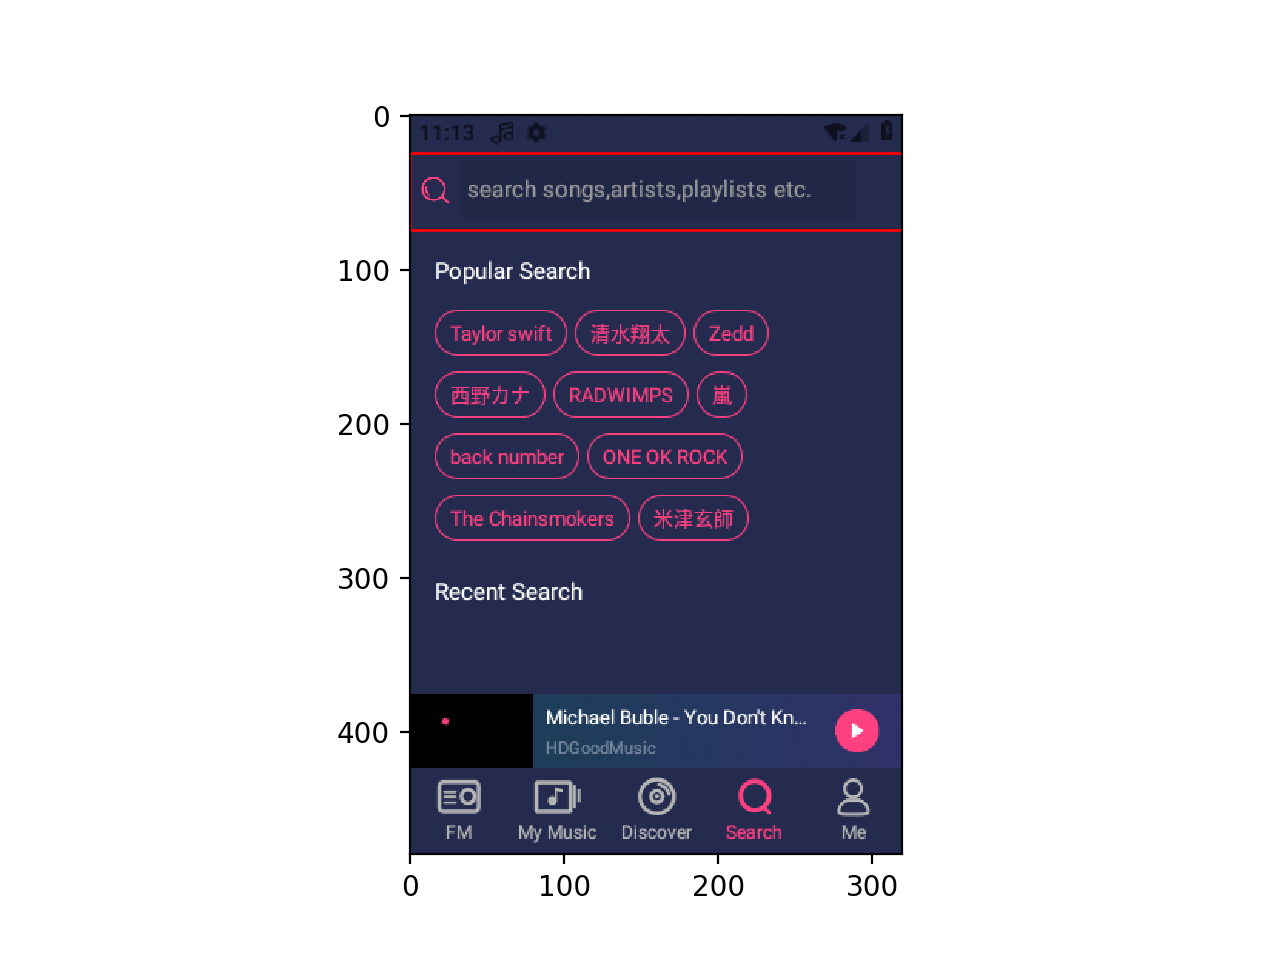 0
11:13
search songs,artists,playlists etc.
100
Popular Search
Taylor swift 清水翔太 Zedd
西野カナ RADWIMPS 嵐
200
back number ONE OK ROCK
The Chainsmokers 米津玄師
300
Recent Search
400
Michael Buble - You Don't Kn...
HDGoodMusic
FM My Music Discover Search Me
0 100 200 300